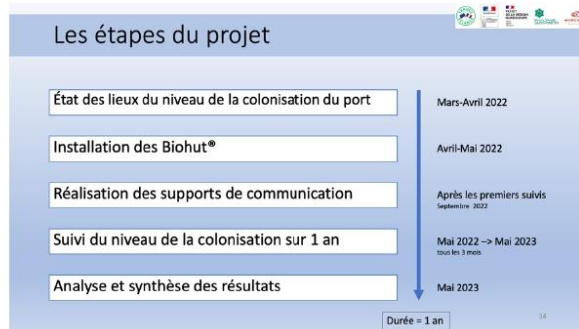 Les étapes du projet
État des lieux du niveau de la colonisation du port
Mars-Avril 2022
Installation des Biohut®
Avril-Mai 2022
Réalisation des supports de communication
Après les premiers suivis
Septembre 2022
Suivi du niveau de la colonisation sur 1 an
Mai 2022 –> Mai 2023
tous les 3 mois
Analyse et synthèse des résultats
Mai 2023
Durée = 1 an